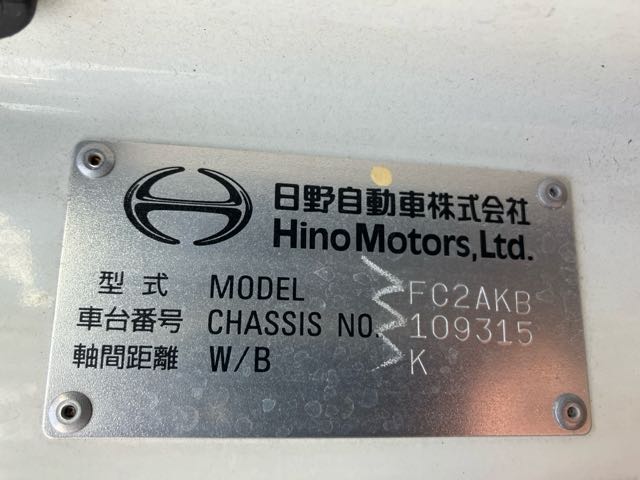 日野自動車株式会社
Hino Motors, Ltd.
型式 MODEL FC2AKB
車台番号 CHASSIS NO. 109315
軸間距離 W/B K